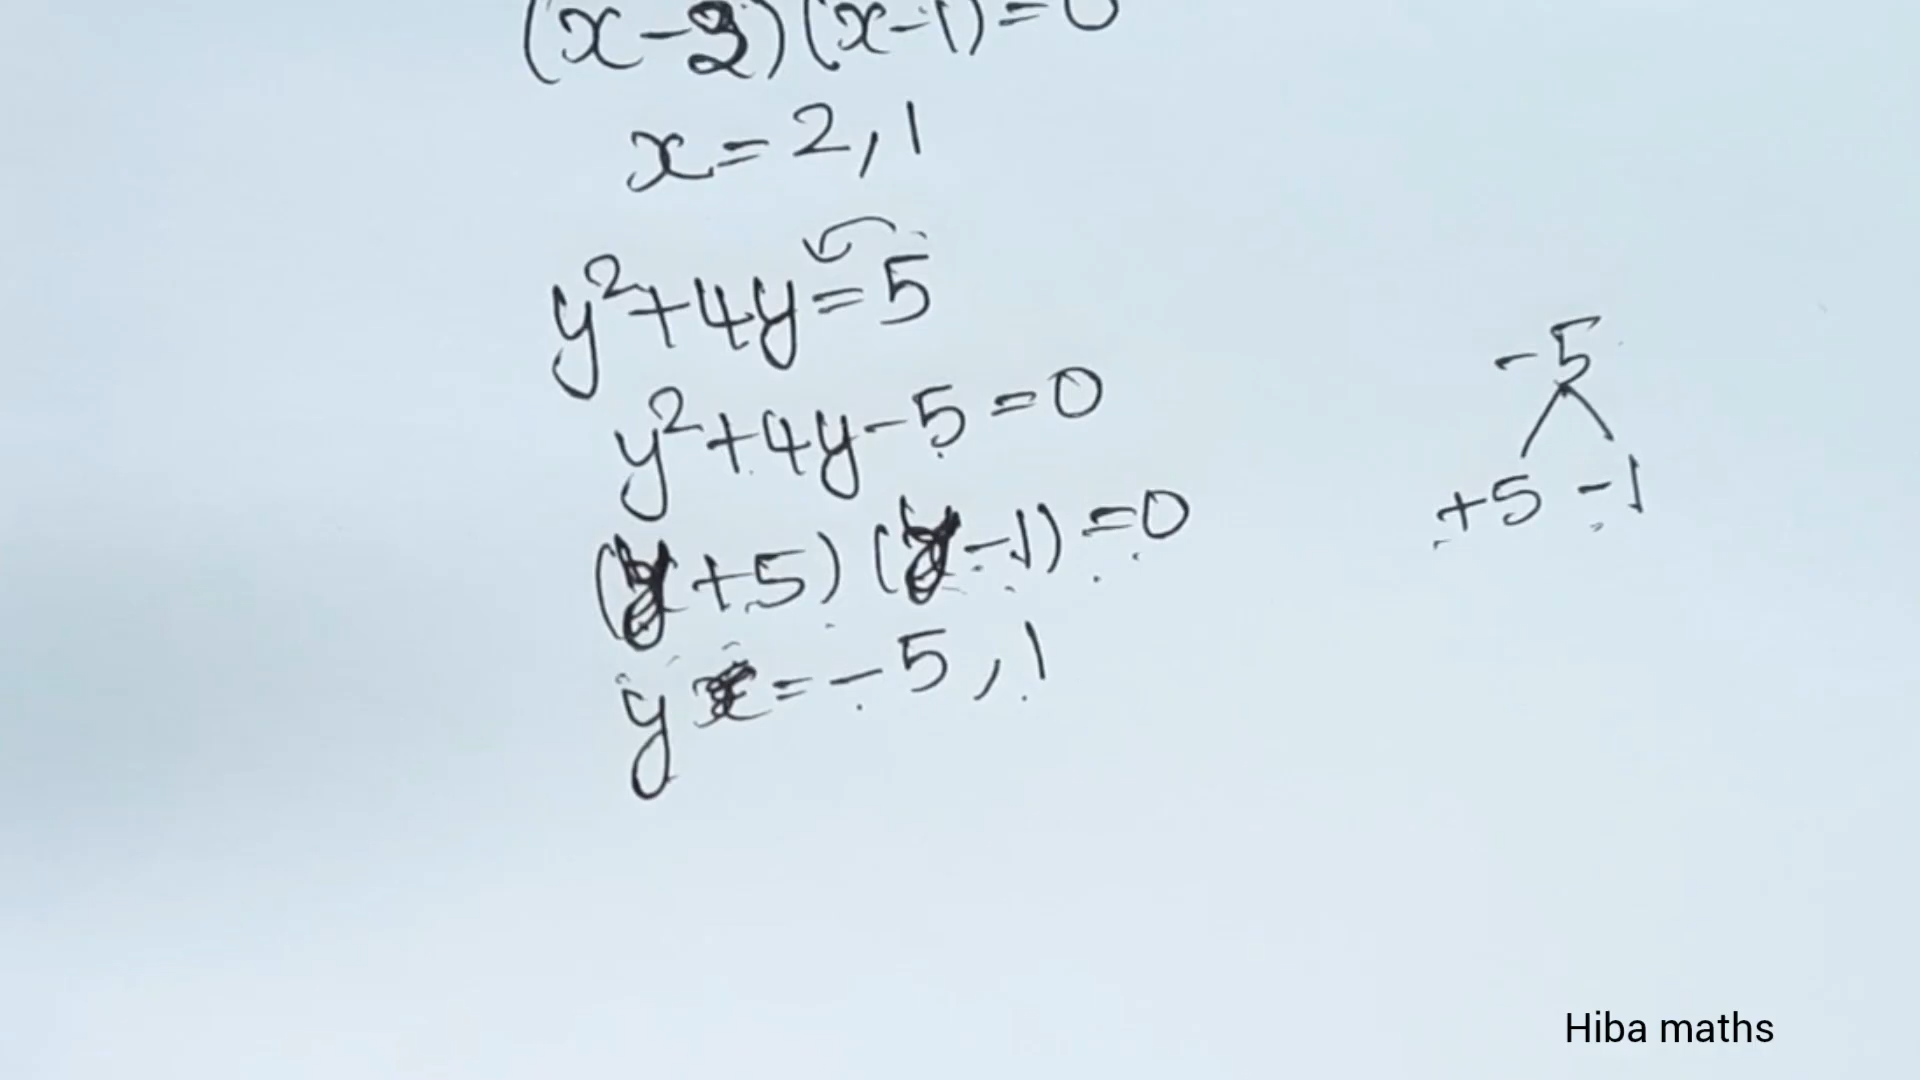 (x-2)(x-1)=0
x=2,1
y²+4y=5
y²+4y-5=0
(y+5)(y-1)=0
y=-5,1
-5
+5 -1
Hiba maths